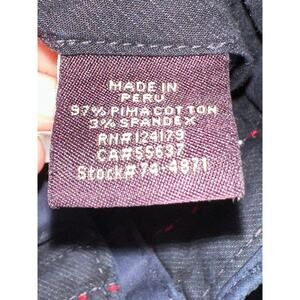 MADE IN
PERU
97% PIMA COTTON
3% SPANDEX
RN#124179
CA#55637
Stock# 74-4871